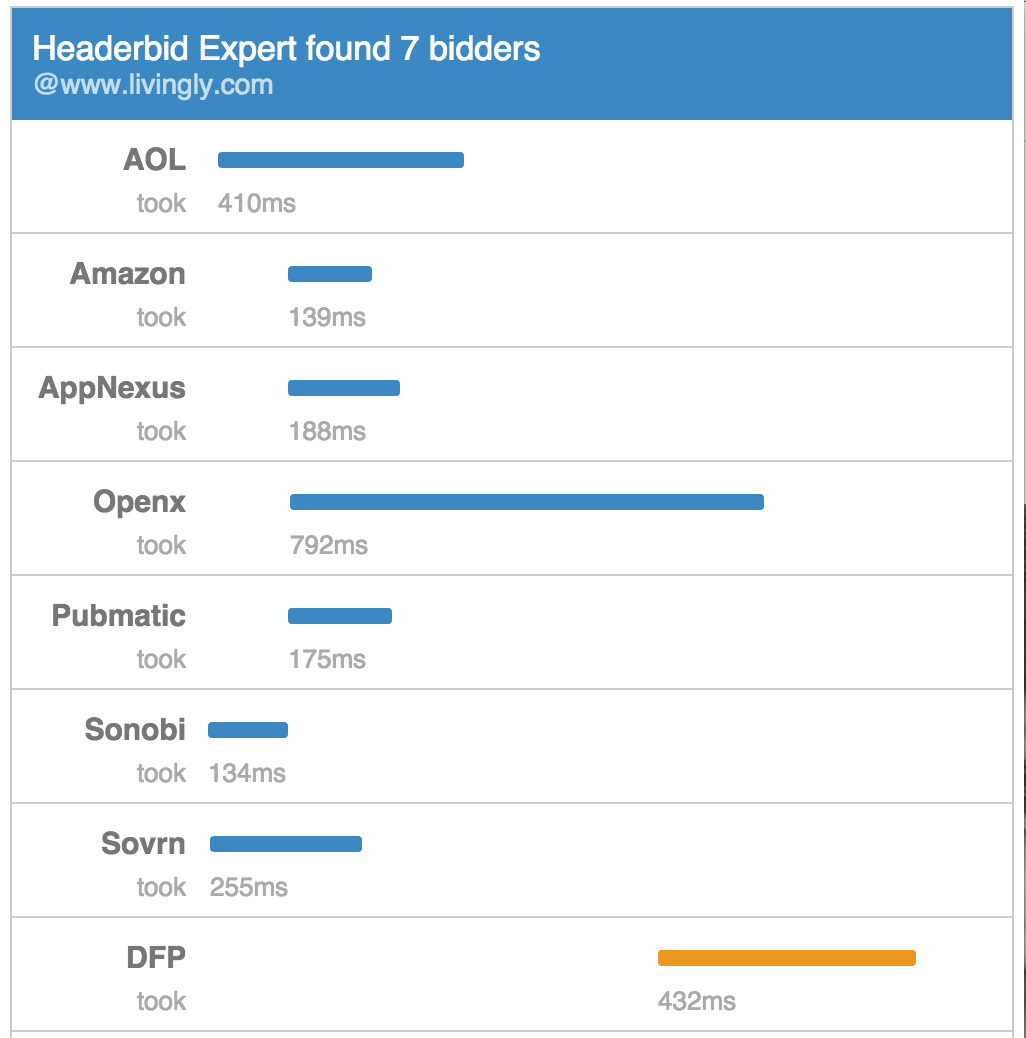 Headerbid Expert found 7 bidders
@www.livingly.com
AOL
took 410ms
Amazon
took 139ms
AppNexus
took 188ms
Openx
took 792ms
Pubmatic
took 175ms
Sonobi
took 134ms
Sovrn
took 255ms
DFP
took 432ms